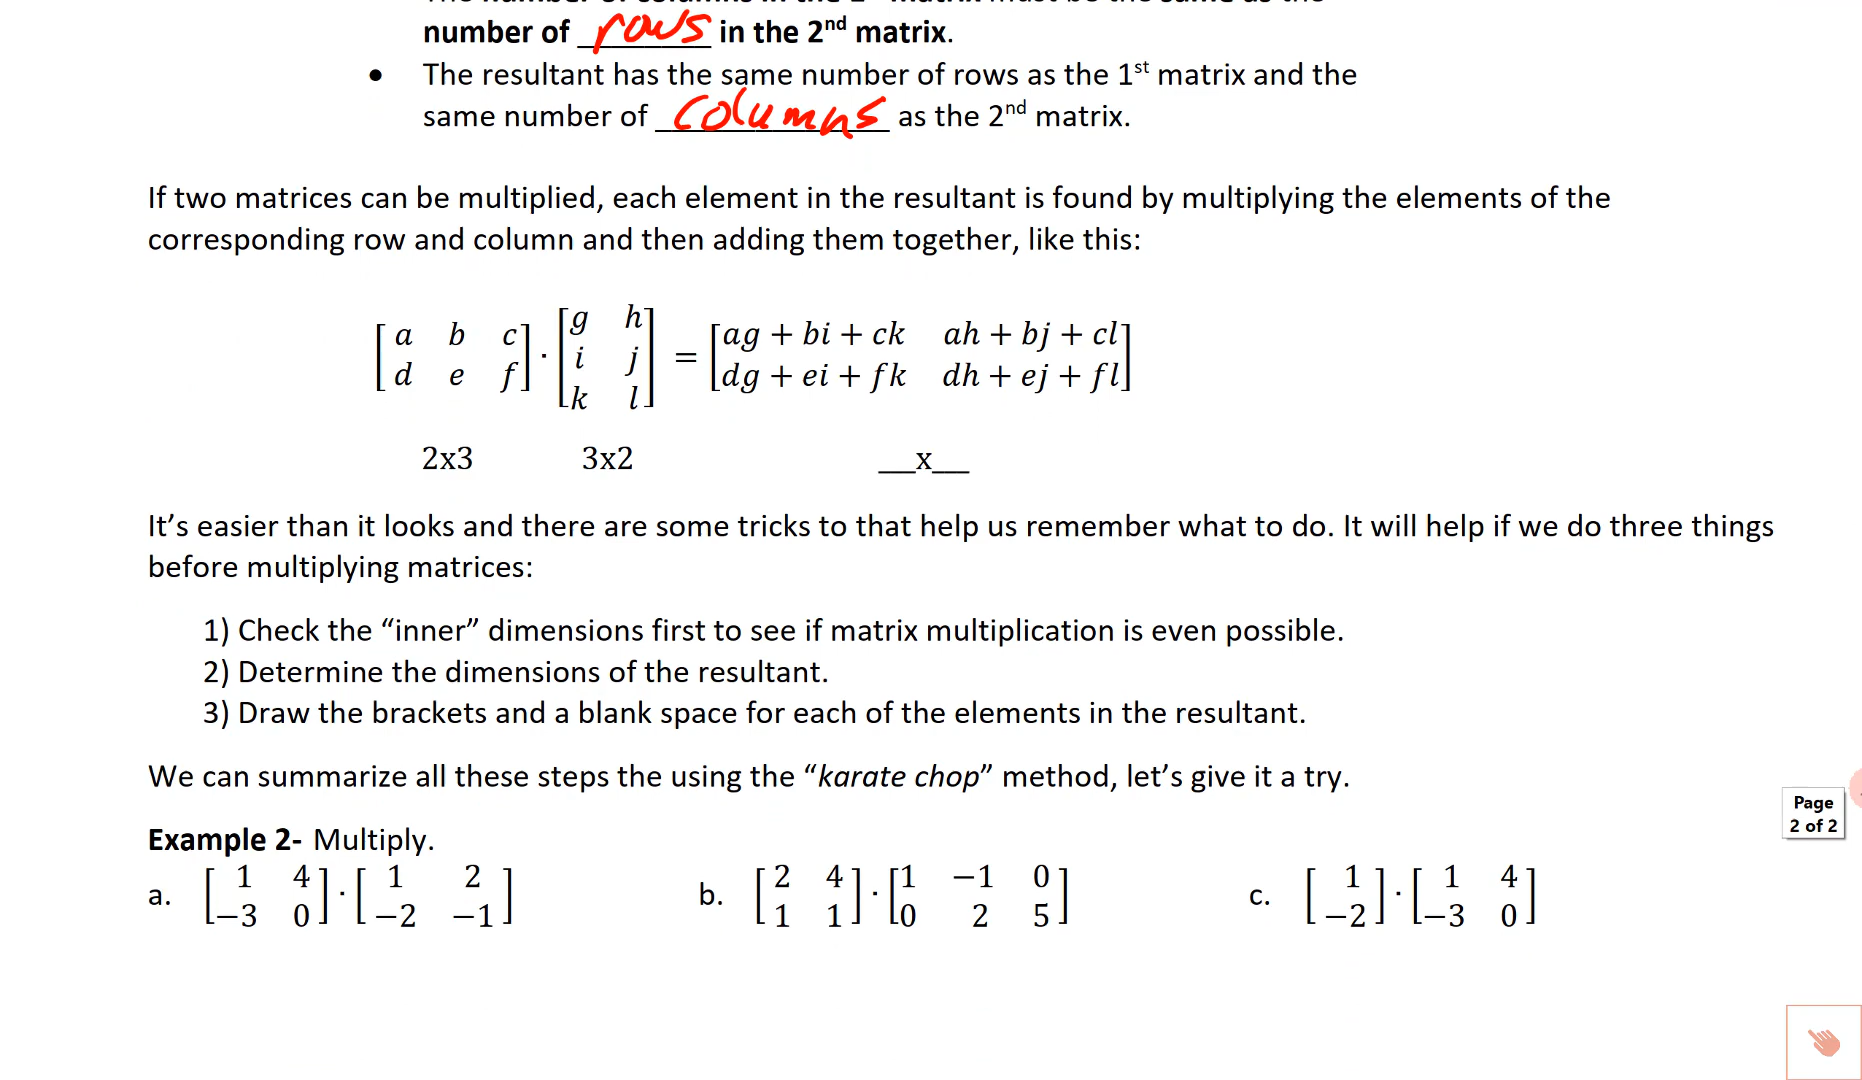 number of rows in the 2nd matrix.
• The resultant has the same number of rows as the 1st matrix and the
same number of columns as the 2nd matrix.
If two matrices can be multiplied, each element in the resultant is found by multiplying the elements of the
corresponding row and column and then adding them together, like this:
[a b c; d e f] · [g h; i j; k l] = [ag + bi + ck ah + bj + cl; dg + ei + fk dh + ej + fl]
2x3 3x2 __x__
It’s easier than it looks and there are some tricks to that help us remember what to do. It will help if we do three things
before multiplying matrices:
1) Check the “inner” dimensions first to see if matrix multiplication is even possible.
2) Determine the dimensions of the resultant.
3) Draw the brackets and a blank space for each of the elements in the resultant.
We can summarize all these steps the using the “karate chop” method, let’s give it a try.
Page
2 of 2
Example 2- Multiply.
a. [1 4; −3 0] · [1 2; −2 −1] b. [2 4; 1 1] · [1 −1 0; 0 2 5] c. [1; −2] · [1 4; −3 0]